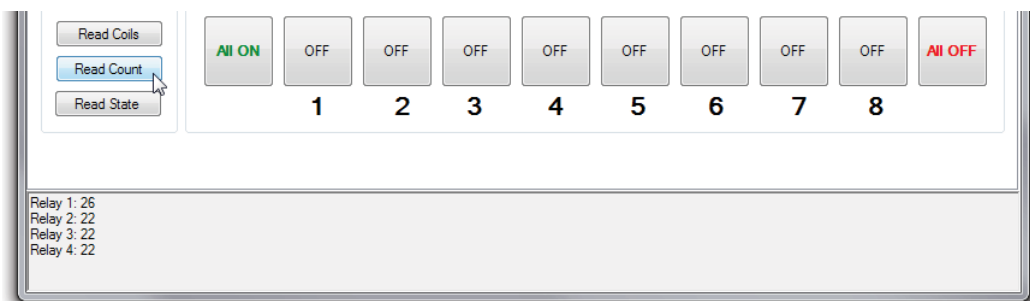 Read Coils
Read Count
Read State
All ON OFF OFF OFF OFF OFF OFF OFF OFF All OFF
1 2 3 4 5 6 7 8
Relay 1: 26
Relay 2: 22
Relay 3: 22
Relay 4: 22